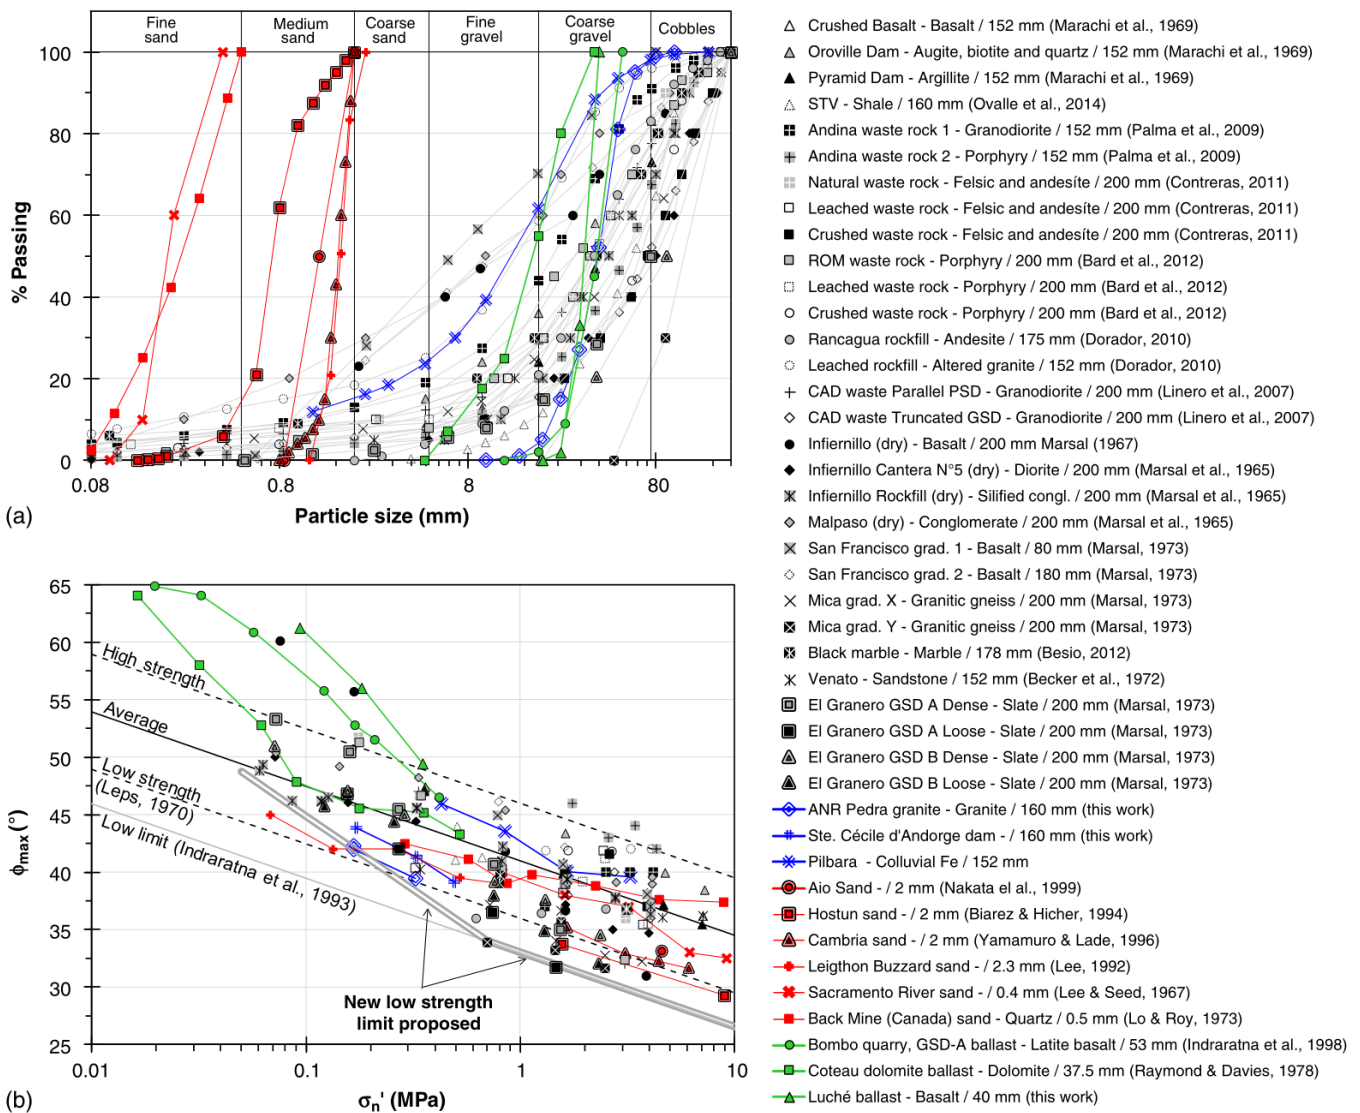 Fine sand
Medium sand
Coarse sand
Fine gravel
Coarse gravel
Cobbles
100
80
60
40
20
0
% Passing
0.08
0.8
8
80
Particle size (mm)
(a)
65
60
55
50
45
40
35
30
25
ϕmax (°)
High strength
Average
Low strength
(Leps, 1970)
Low limit (Indraratna et al., 1993)
New low strength
limit proposed
0.01
0.1
1
10
σn' (MPa)
(b)
Crushed Basalt - Basalt / 152 mm (Marachi et al., 1969)
Oroville Dam - Augite, biotite and quartz / 152 mm (Marachi et al., 1969)
Pyramid Dam - Argillite / 152 mm (Marachi et al., 1969)
STV - Shale / 160 mm (Ovalle et al., 2014)
Andina waste rock 1 - Granodiorite / 152 mm (Palma et al., 2009)
Andina waste rock 2 - Porphyry / 152 mm (Palma et al., 2009)
Natural waste rock - Felsic and andesíte / 200 mm (Contreras, 2011)
Leached waste rock - Felsic and andesíte / 200 mm (Contreras, 2011)
Crushed waste rock - Felsic and andesíte / 200 mm (Contreras, 2011)
ROM waste rock - Porphyry / 200 mm (Bard et al., 2012)
Leached waste rock - Porphyry / 200 mm (Bard et al., 2012)
Crushed waste rock - Porphyry / 200 mm (Bard et al., 2012)
Rancagua rockfill - Andesite / 175 mm (Dorador, 2010)
Leached rockfill - Altered granite / 152 mm (Dorador, 2010)
CAD waste Parallel PSD - Granodiorite / 200 mm (Linero et al., 2007)
CAD waste Truncated GSD - Granodiorite / 200 mm (Linero et al., 2007)
Infiernillo (dry) - Basalt / 200 mm Marsal (1967)
Infiernillo Cantera N°5 (dry) - Diorite / 200 mm (Marsal et al., 1965)
Infiernillo Rockfill (dry) - Silified congl. / 200 mm (Marsal et al., 1965)
Malpaso (dry) - Conglomerate / 200 mm (Marsal et al., 1965)
San Francisco grad. 1 - Basalt / 80 mm (Marsal, 1973)
San Francisco grad. 2 - Basalt / 180 mm (Marsal, 1973)
Mica grad. X - Granitic gneiss / 200 mm (Marsal, 1973)
Mica grad. Y - Granitic gneiss / 200 mm (Marsal, 1973)
Black marble - Marble / 178 mm (Besio, 2012)
Venato - Sandstone / 152 mm (Becker et al., 1972)
El Granero GSD A Dense - Slate / 200 mm (Marsal, 1973)
El Granero GSD A Loose - Slate / 200 mm (Marsal, 1973)
El Granero GSD B Dense - Slate / 200 mm (Marsal, 1973)
El Granero GSD B Loose - Slate / 200 mm (Marsal, 1973)
ANR Pedra granite - Granite / 160 mm (this work)
Ste. Cécile d'Andorge dam - / 160 mm (this work)
Pilbara - Colluvial Fe / 152 mm
Aio Sand - / 2 mm (Nakata el al., 1999)
Hostun sand - / 2 mm (Biarez & Hicher, 1994)
Cambria sand - / 2 mm (Yamamuro & Lade, 1996)
Leigthon Buzzard sand - / 2.3 mm (Lee, 1992)
Sacramento River sand - / 0.4 mm (Lee & Seed, 1967)
Back Mine (Canada) sand - Quartz / 0.5 mm (Lo & Roy, 1973)
Bombo quarry, GSD-A ballast - Latite basalt / 53 mm (Indraratna et al., 1998)
Coteau dolomite ballast - Dolomite / 37.5 mm (Raymond & Davies, 1978)
Luché ballast - Basalt / 40 mm (this work)